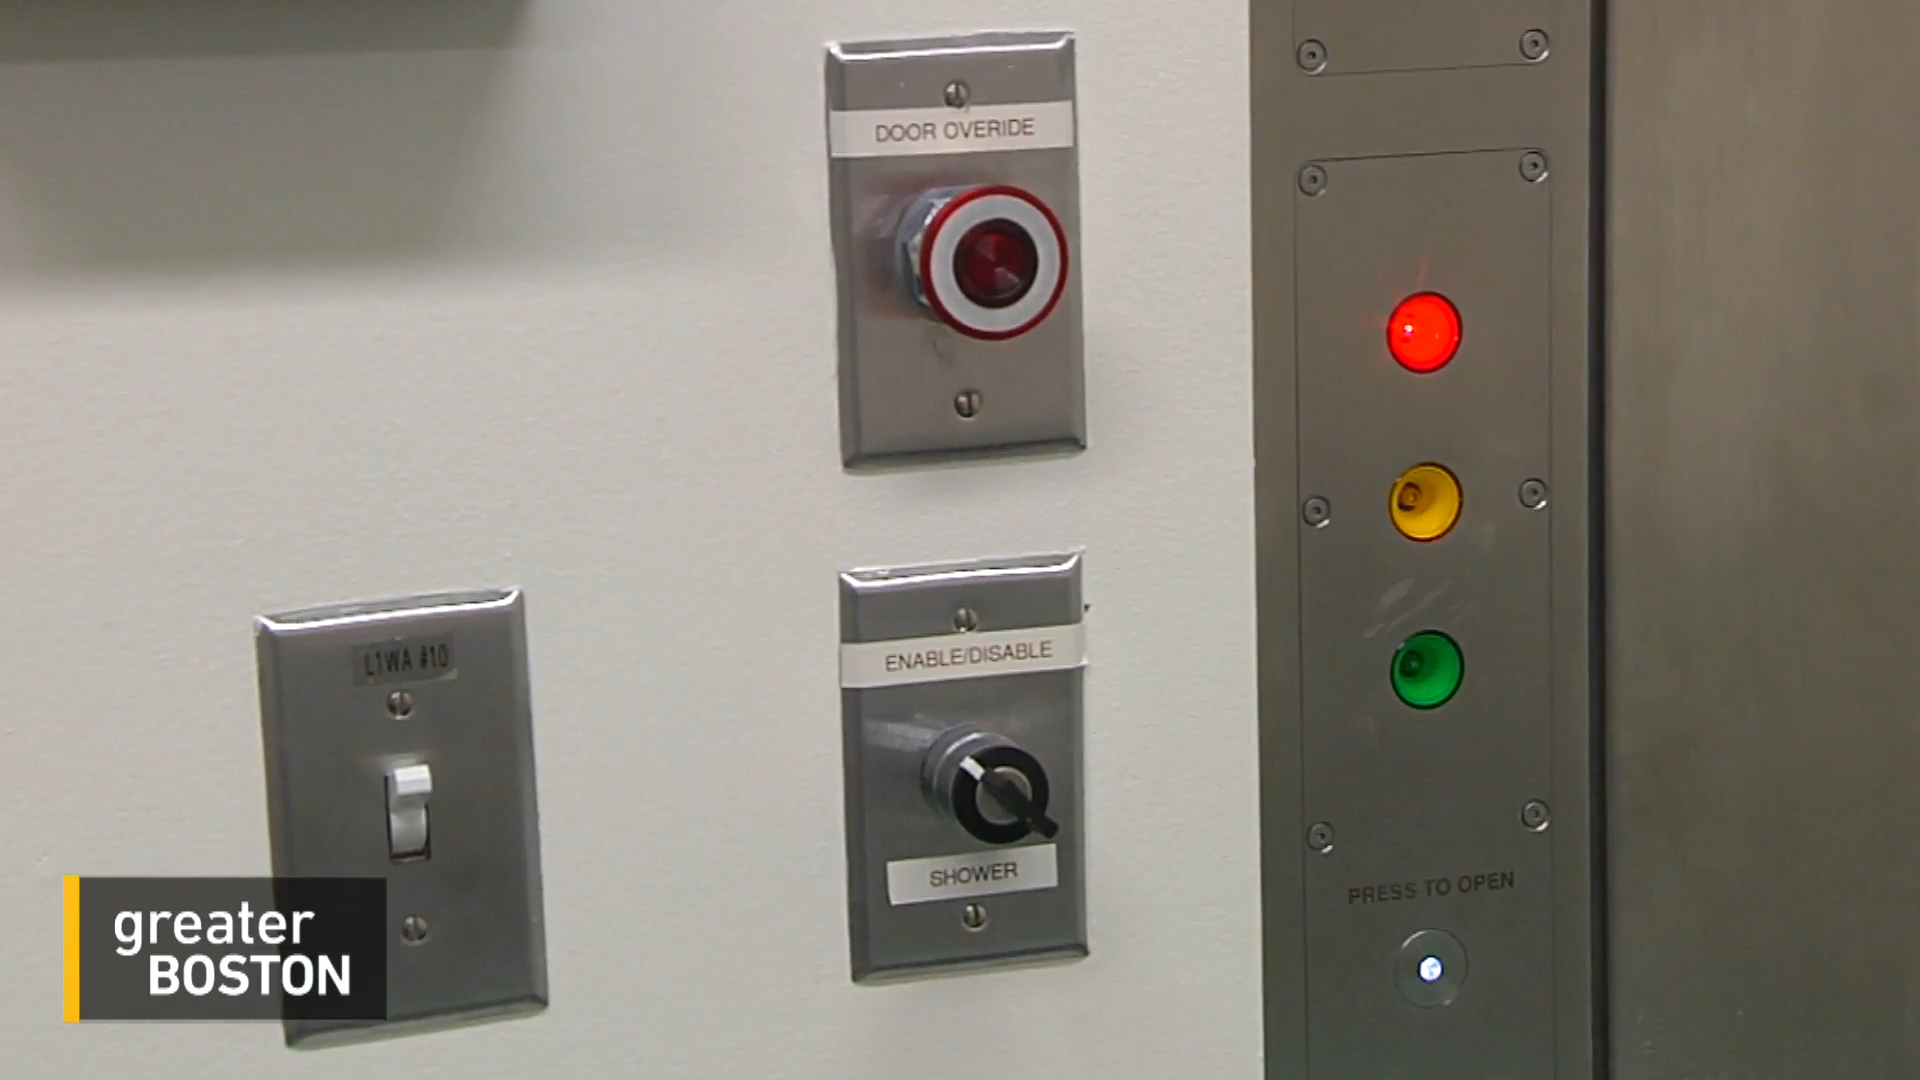 DOOR OVERIDE
L1WA #10
ENABLE/DISABLE
SHOWER
PRESS TO OPEN
greater
BOSTON